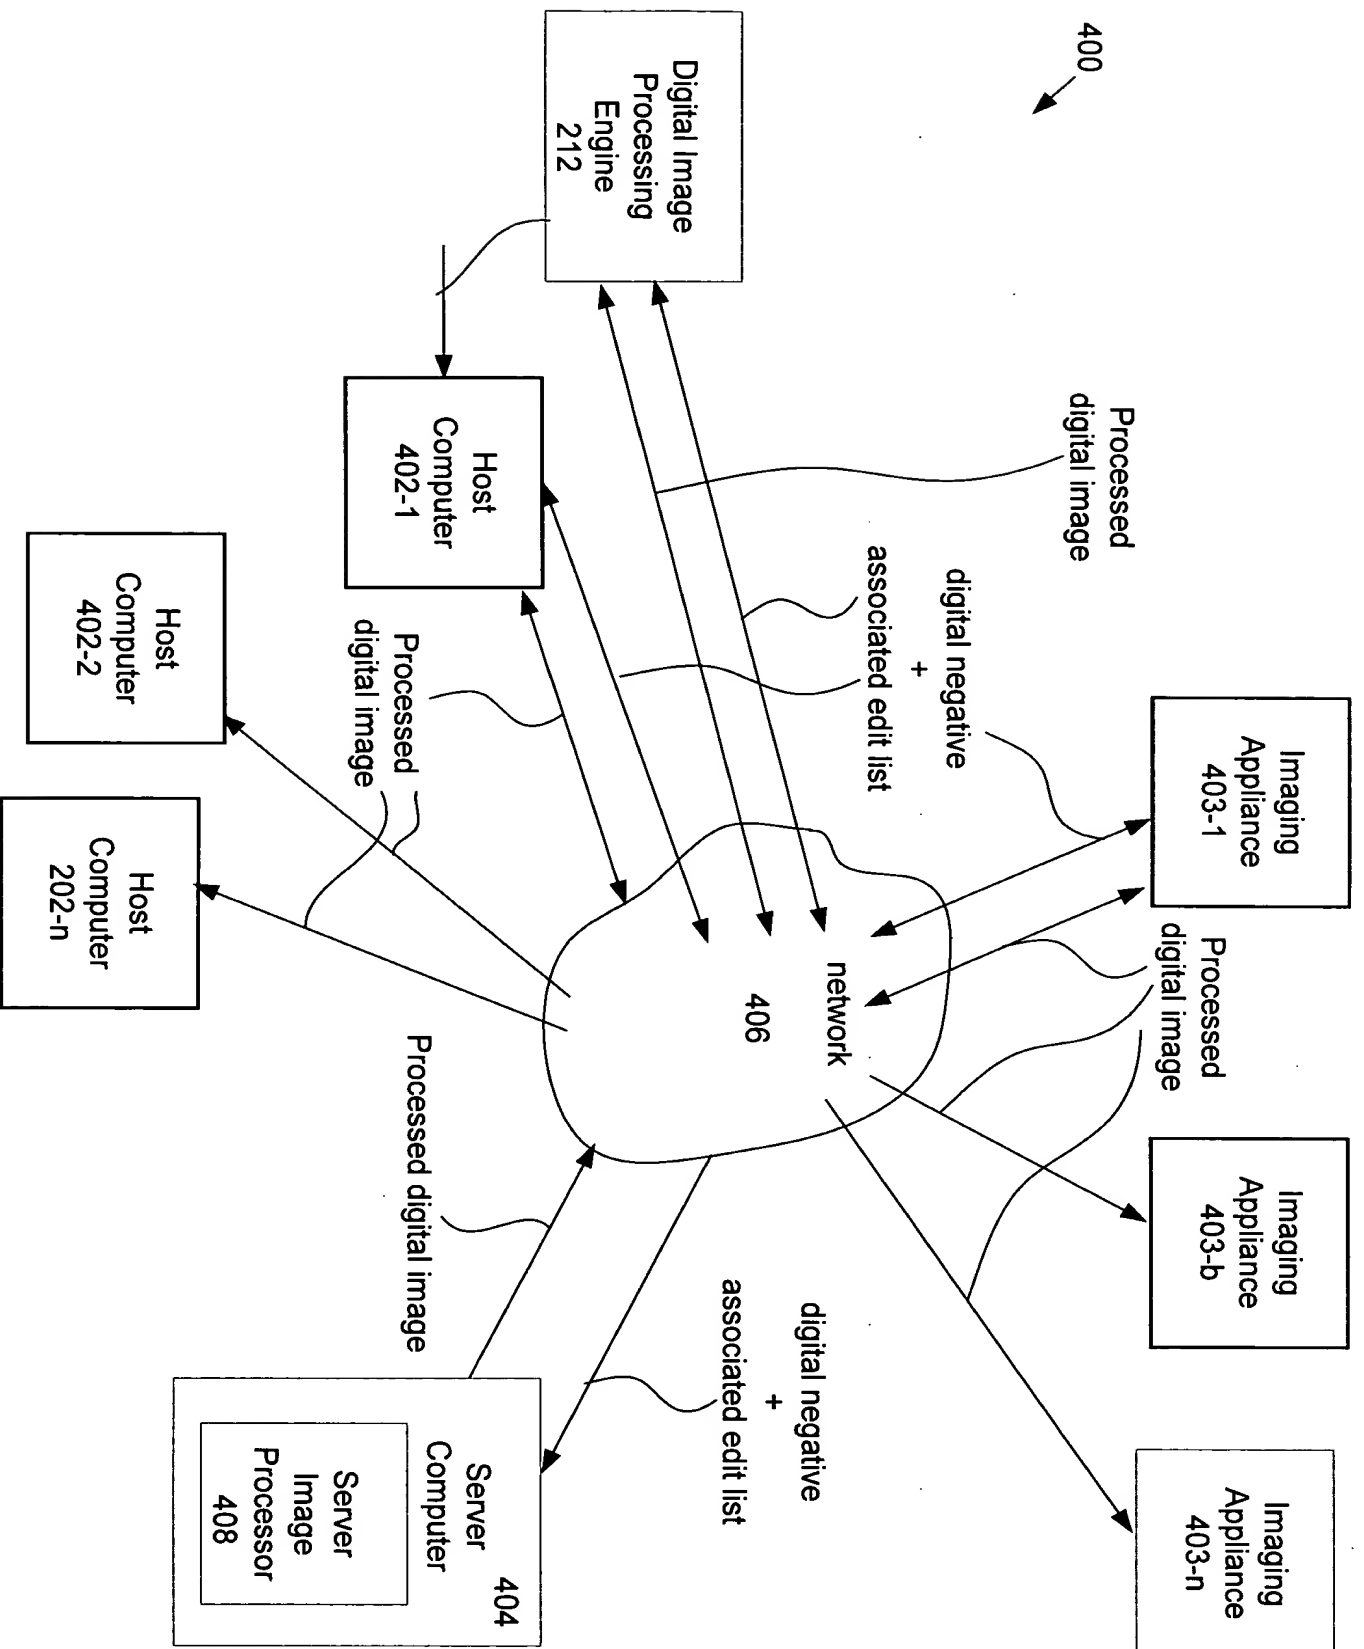 400
Imaging
Appliance
403-1
Imaging
Appliance
403-b
Imaging
Appliance
403-n
Processed
digital image
Processed
digital image
digital negative
+
associated edit list
Digital Image
Processing
Engine
212
network
406
digital negative
+
associated edit list
Host
Computer
402-1
Processed
digital image
Processed digital image
Server
Computer
404
Server
Image
Processor
408
Host
Computer
402-2
Host
Computer
202-n